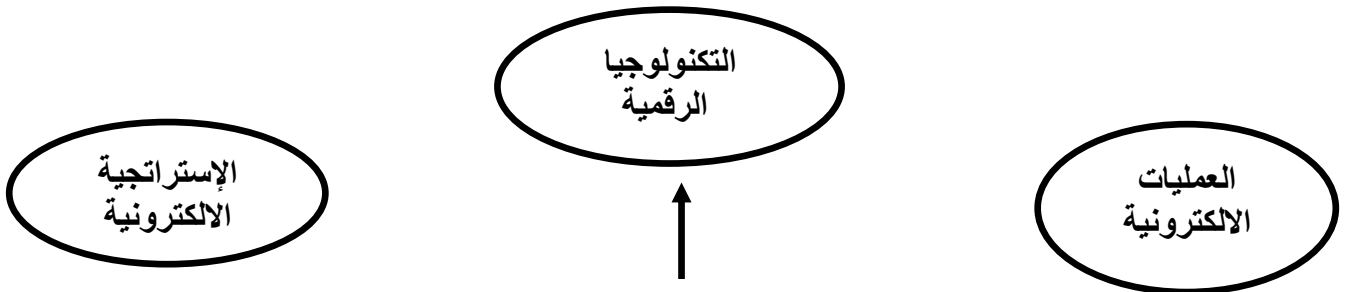 التكنولوجيا
الرقمية
العمليات
الالكترونية
الإستراتجية
الالكترونية